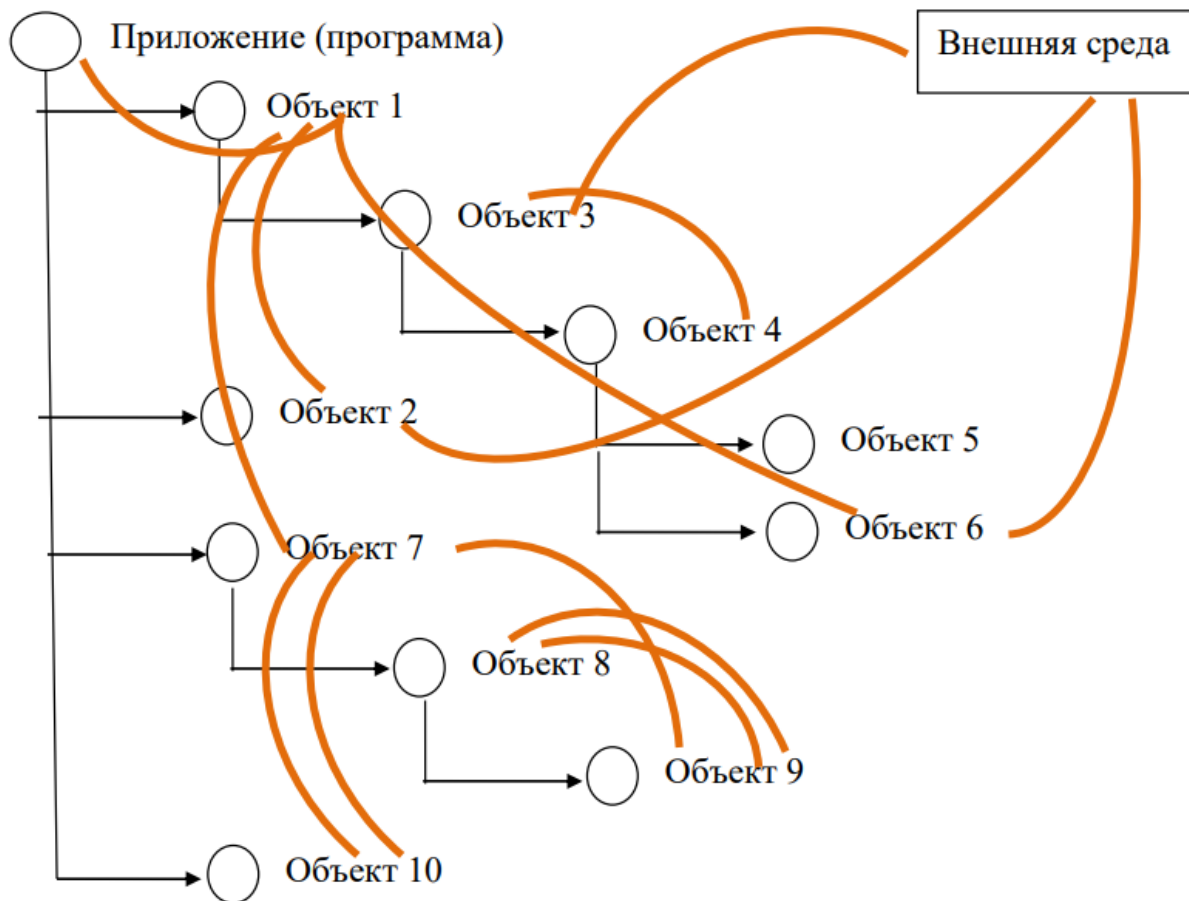 Приложение (программа)
Внешняя среда
Объект 1
Объект 3
Объект 4
Объект 2
Объект 5
Объект 6
Объект 7
Объект 8
Объект 9
Объект 10